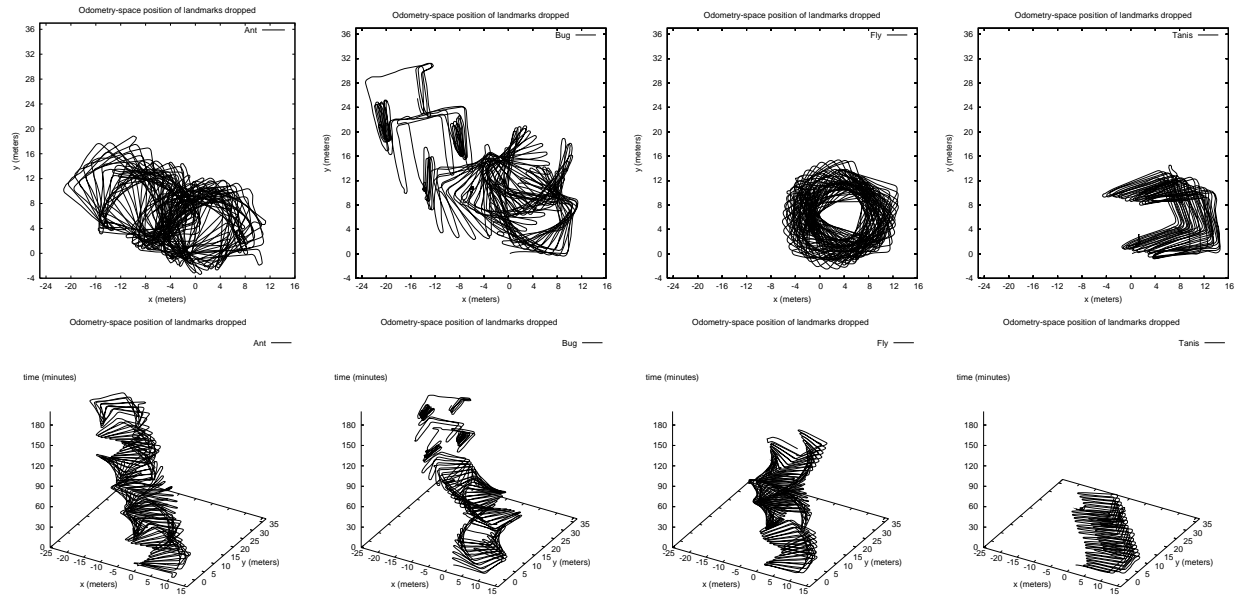 Odometry-space position of landmarks dropped
Ant
36
32
28
24
20
16
12
8
4
0
-4
y (meters)
-24 -20 -16 -12 -8 -4 0 4 8 12 16
x (meters)
Odometry-space position of landmarks dropped
Bug
36
32
28
24
20
16
12
8
4
0
-4
y (meters)
-24 -20 -16 -12 -8 -4 0 4 8 12 16
x (meters)
Odometry-space position of landmarks dropped
Fly
36
32
28
24
20
16
12
8
4
0
-4
y (meters)
-24 -20 -16 -12 -8 -4 0 4 8 12 16
x (meters)
Odometry-space position of landmarks dropped
Tanis
36
32
28
24
20
16
12
8
4
0
-4
y (meters)
-24 -20 -16 -12 -8 -4 0 4 8 12 16
x (meters)
Odometry-space position of landmarks dropped
Ant
time (minutes)
180
150
120
90
60
30
0
-25 -20 -15 -10 -5 0 5 10 15
x (meters)
0 5 10 15 20 25 30 35
y (meters)
Odometry-space position of landmarks dropped
Bug
time (minutes)
180
150
120
90
60
30
0
-25 -20 -15 -10 -5 0 5 10 15
x (meters)
0 5 10 15 20 25 30 35
y (meters)
Odometry-space position of landmarks dropped
Fly
time (minutes)
180
150
120
90
60
30
0
-25 -20 -15 -10 -5 0 5 10 15
x (meters)
0 5 10 15 20 25 30 35
y (meters)
Odometry-space position of landmarks dropped
Tanis
time (minutes)
180
150
120
90
60
30
0
-25 -20 -15 -10 -5 0 5 10 15
x (meters)
0 5 10 15 20 25 30 35
y (meters)